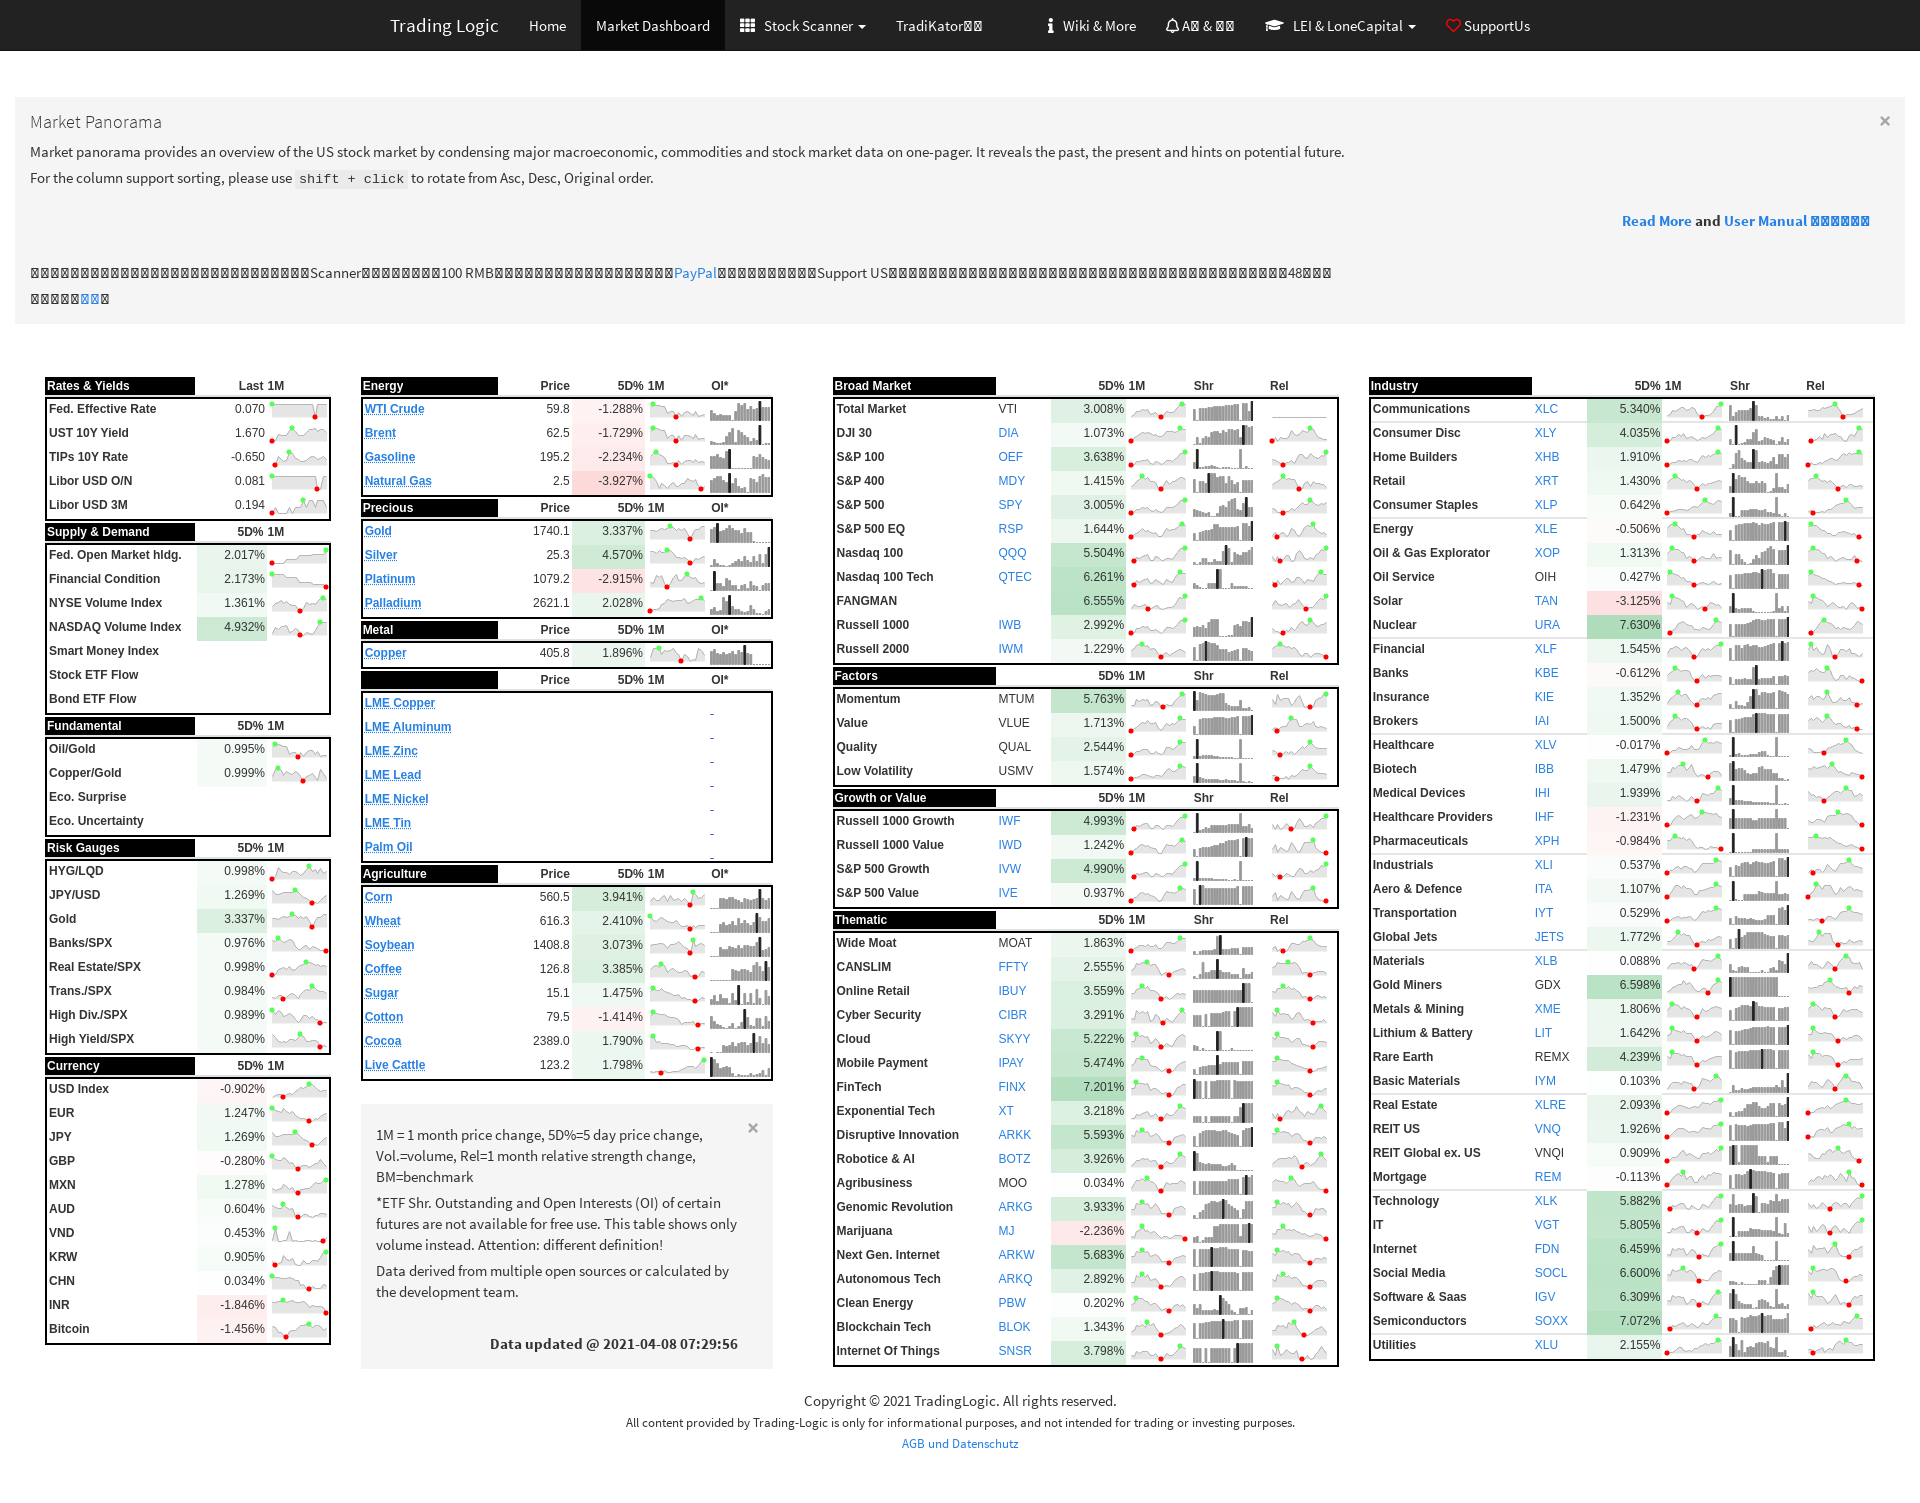 Trading Logic Home Market Dashboard Stock Scanner TradiKator Wiki & More A & LEI & LoneCapital SupportUs
Market Panorama ×
Market panorama provides an overview of the US stock market by condensing major macroeconomic, commodities and stock market data on one-pager. It reveals the past, the present and hints on potential future.
For the column support sorting, please use shift + click to rotate from Asc, Desc, Original order.
Read More and User Manual
Scanner 100 RMB PayPal Support US 48
Rates & Yields Last 1M
Fed. Effective Rate 0.070
UST 10Y Yield 1.670
TIPs 10Y Rate -0.650
Libor USD O/N 0.081
Libor USD 3M 0.194
Supply & Demand 5D% 1M
Fed. Open Market hldg. 2.017%
Financial Condition 2.173%
NYSE Volume Index 1.361%
NASDAQ Volume Index 4.932%
Smart Money Index
Stock ETF Flow
Bond ETF Flow
Fundamental 5D% 1M
Oil/Gold 0.995%
Copper/Gold 0.999%
Eco. Surprise
Eco. Uncertainty
Risk Gauges 5D% 1M
HYG/LQD 0.998%
JPY/USD 1.269%
Gold 3.337%
Banks/SPX 0.976%
Real Estate/SPX 0.998%
Trans./SPX 0.984%
High Div./SPX 0.989%
High Yield/SPX 0.980%
Currency 5D% 1M
USD Index -0.902%
EUR 1.247%
JPY 1.269%
GBP -0.280%
MXN 1.278%
AUD 0.604%
VND 0.453%
KRW 0.905%
CHN 0.034%
INR -1.846%
Bitcoin -1.456%
Energy Price 5D% 1M OI*
WTI Crude 59.8 -1.288%
Brent 62.5 -1.729%
Gasoline 195.2 -2.234%
Natural Gas 2.5 -3.927%
Precious Price 5D% 1M OI*
Gold 1740.1 3.337%
Silver 25.3 4.570%
Platinum 1079.2 -2.915%
Palladium 2621.1 2.028%
Metal Price 5D% 1M OI*
Copper 405.8 1.896%
Price 5D% 1M OI*
LME Copper -
LME Aluminum -
LME Zinc -
LME Lead -
LME Nickel -
LME Tin -
Palm Oil -
Agriculture Price 5D% 1M OI*
Corn 560.5 3.941%
Wheat 616.3 2.410%
Soybean 1408.8 3.073%
Coffee 126.8 3.385%
Sugar 15.1 1.475%
Cotton 79.5 -1.414%
Cocoa 2389.0 1.790%
Live Cattle 123.2 1.798%
×
1M = 1 month price change, 5D%=5 day price change,
Vol.=volume, Rel=1 month relative strength change,
BM=benchmark
*ETF Shr. Outstanding and Open Interests (OI) of certain
futures are not available for free use. This table shows only
volume instead. Attention: different definition!
Data derived from multiple open sources or calculated by
the development team.
Data updated @ 2021-04-08 07:29:56
Broad Market 5D% 1M Shr Rel
Total Market VTI 3.008%
DJI 30 DIA 1.073%
S&P 100 OEF 3.638%
S&P 400 MDY 1.415%
S&P 500 SPY 3.005%
S&P 500 EQ RSP 1.644%
Nasdaq 100 QQQ 5.504%
Nasdaq 100 Tech QTEC 6.261%
FANGMAN 6.555%
Russell 1000 IWB 2.992%
Russell 2000 IWM 1.229%
Factors 5D% 1M Shr Rel
Momentum MTUM 5.763%
Value VLUE 1.713%
Quality QUAL 2.544%
Low Volatility USMV 1.574%
Growth or Value 5D% 1M Shr Rel
Russell 1000 Growth IWF 4.993%
Russell 1000 Value IWD 1.242%
S&P 500 Growth IVW 4.990%
S&P 500 Value IVE 0.937%
Thematic 5D% 1M Shr Rel
Wide Moat MOAT 1.863%
CANSLIM FFTY 2.555%
Online Retail IBUY 3.559%
Cyber Security CIBR 3.291%
Cloud SKYY 5.222%
Mobile Payment IPAY 5.474%
FinTech FINX 7.201%
Exponential Tech XT 3.218%
Disruptive Innovation ARKK 5.593%
Robotice & AI BOTZ 3.926%
Agribusiness MOO 0.034%
Genomic Revolution ARKG 3.933%
Marijuana MJ -2.236%
Next Gen. Internet ARKW 5.683%
Autonomous Tech ARKQ 2.892%
Clean Energy PBW 0.202%
Blockchain Tech BLOK 1.343%
Internet Of Things SNSR 3.798%
Industry 5D% 1M Shr Rel
Communications XLC 5.340%
Consumer Disc XLY 4.035%
Home Builders XHB 1.910%
Retail XRT 1.430%
Consumer Staples XLP 0.642%
Energy XLE -0.506%
Oil & Gas Explorator XOP 1.313%
Oil Service OIH 0.427%
Solar TAN -3.125%
Nuclear URA 7.630%
Financial XLF 1.545%
Banks KBE -0.612%
Insurance KIE 1.352%
Brokers IAI 1.500%
Healthcare XLV -0.017%
Biotech IBB 1.479%
Medical Devices IHI 1.939%
Healthcare Providers IHF -1.231%
Pharmaceuticals XPH -0.984%
Industrials XLI 0.537%
Aero & Defence ITA 1.107%
Transportation IYT 0.529%
Global Jets JETS 1.772%
Materials XLB 0.088%
Gold Miners GDX 6.598%
Metals & Mining XME 1.806%
Lithium & Battery LIT 1.642%
Rare Earth REMX 4.239%
Basic Materials IYM 0.103%
Real Estate XLRE 2.093%
REIT US VNQ 1.926%
REIT Global ex. US VNQI 0.909%
Mortgage REM -0.113%
Technology XLK 5.882%
IT VGT 5.805%
Internet FDN 6.459%
Social Media SOCL 6.600%
Software & Saas IGV 6.309%
Semiconductors SOXX 7.072%
Utilities XLU 2.155%
Copyright © 2021 TradingLogic. All rights reserved.
All content provided by Trading-Logic is only for informational purposes, and not intended for trading or investing purposes.
AGB und Datenschutz